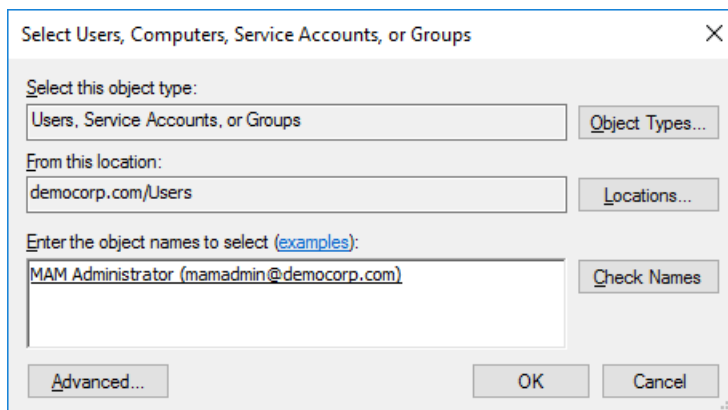 Select Users, Computers, Service Accounts, or Groups
Select this object type:
Users, Service Accounts, or Groups
Object Types...
From this location:
democorp.com/Users
Locations...
Enter the object names to select (examples):
MAM Administrator (mamadmin@democorp.com)
Check Names
Advanced...
OK
Cancel